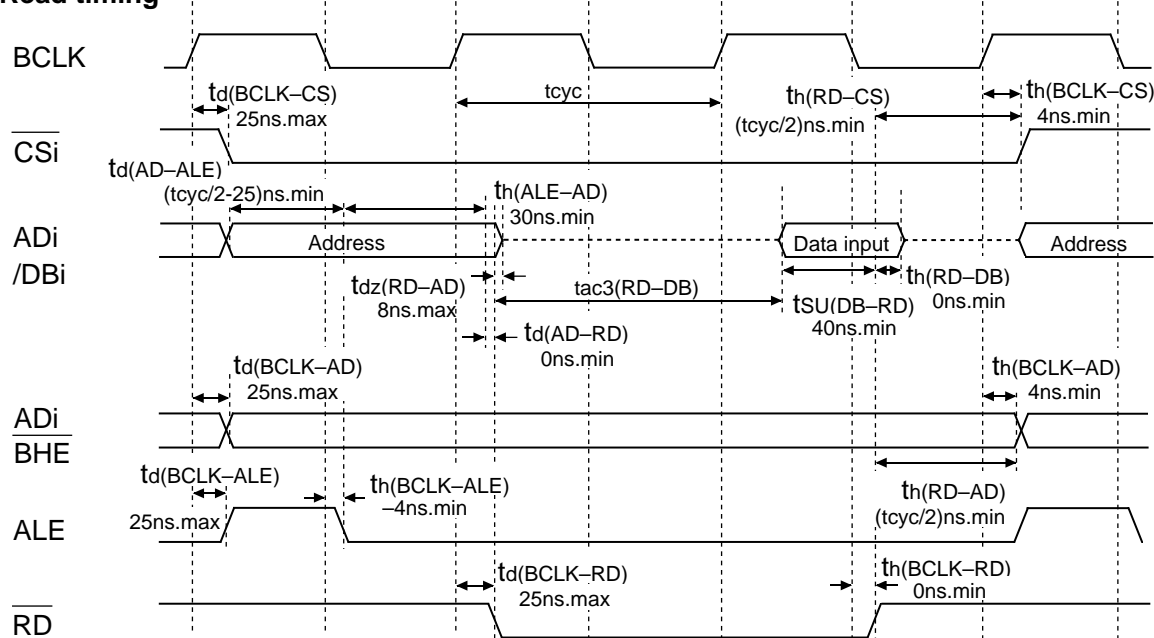 Read timing
BCLK
td(BCLK–CS)
25ns.max
tcyc
th(RD–CS)
(tcyc/2)ns.min
th(BCLK–CS)
4ns.min
CSi
td(AD–ALE)
(tcyc/2-25)ns.min
th(ALE–AD)
30ns.min
ADi
/DBi
Address
Data input
Address
tdz(RD–AD)
8ns.max
tac3(RD–DB)
th(RD–DB)
0ns.min
tSU(DB–RD)
40ns.min
td(AD–RD)
0ns.min
td(BCLK–AD)
25ns.max
th(BCLK–AD)
4ns.min
ADi
BHE
td(BCLK–ALE)
25ns.max
th(BCLK–ALE)
–4ns.min
th(RD–AD)
(tcyc/2)ns.min
ALE
td(BCLK–RD)
25ns.max
th(BCLK–RD)
0ns.min
RD